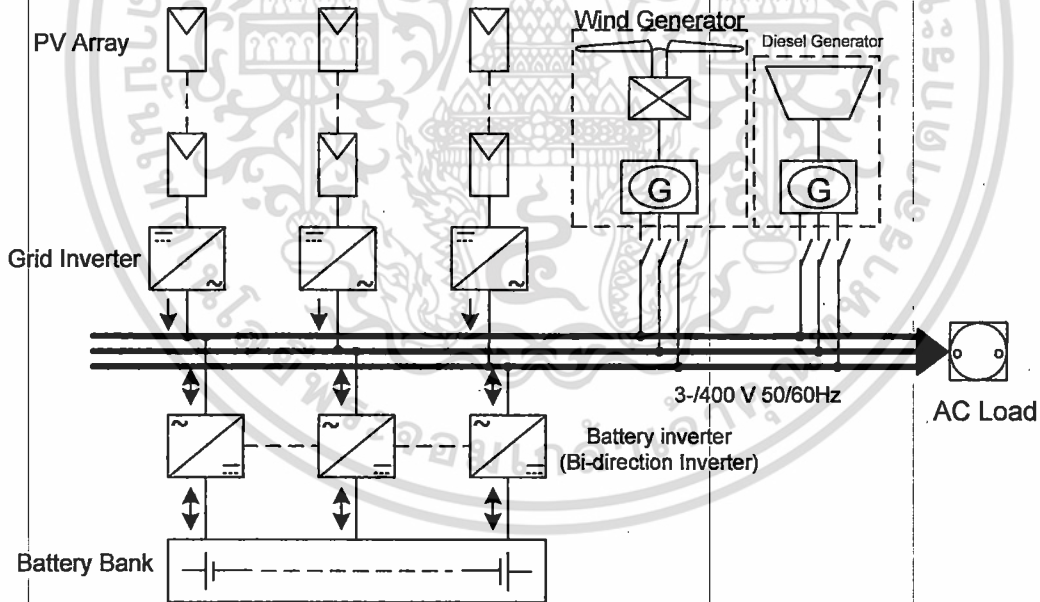 PV Array
Wind Generator
Diesel Generator
G
G
Grid Inverter
3-/400 V 50/60Hz
AC Load
Battery inverter
(Bi-direction Inverter)
Battery Bank